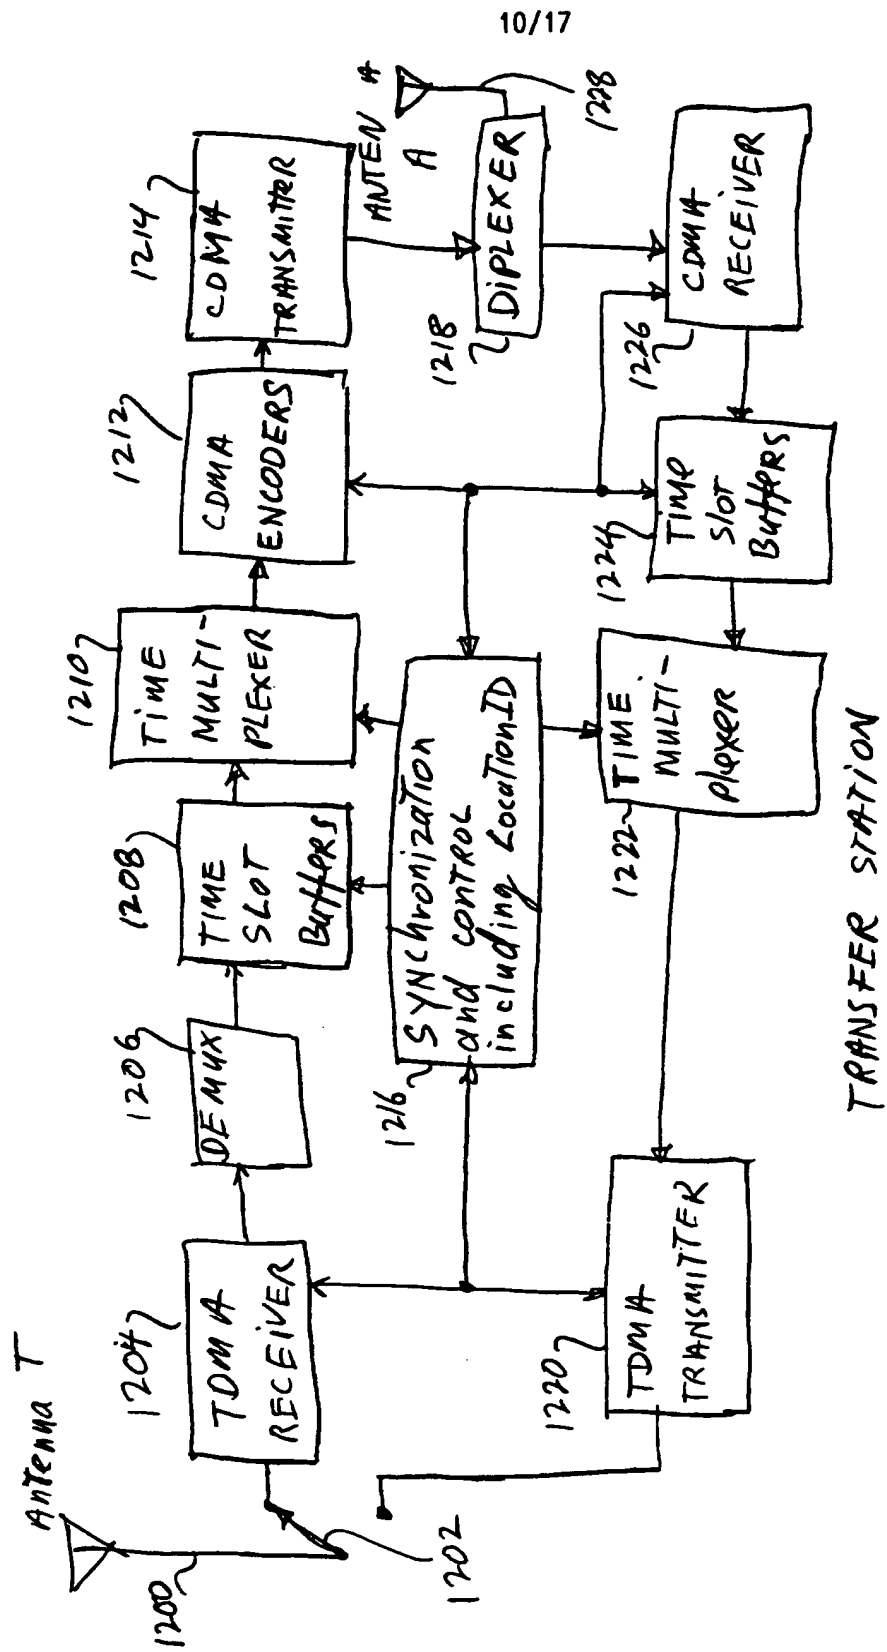 10/17
Antenna T
1200
1202
1204
TDMA
RECEIVER
1206
DEMUX
1208
TIME
SLOT
Buffers
1210
TIME
MULTI-
PLEXER
1212
CDMA
ENCODERS
1214
CDMA
TRANSMitteR
ANTEN A
A
1228
1218
DiPLEXER
1216
SYNchronization
and contROL
including LocationID
1220
TDMA
TRANSMITTER
1222
TIME
MULTI-
plexer
1224
TIME
Slot
BuffeRS
1226
CDMA
RECEIVER
TRANSFER STATION